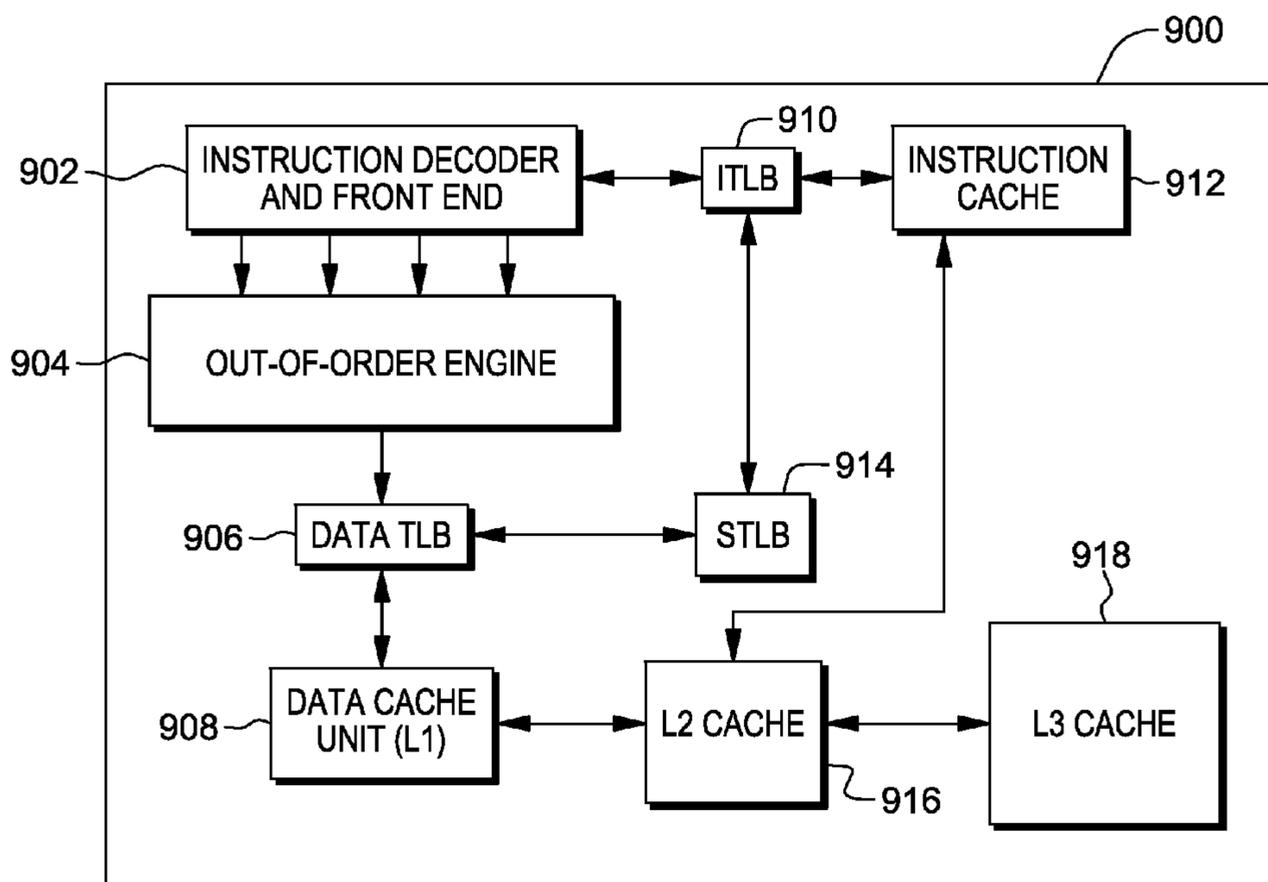 900
910
902
INSTRUCTION DECODER
AND FRONT END
ITLB
INSTRUCTION
CACHE
912
904
OUT-OF-ORDER ENGINE
914
906
DATA TLB
STLB
918
908
DATA CACHE
UNIT (L1)
L2 CACHE
L3 CACHE
916